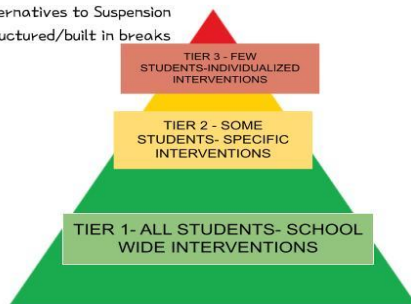 ernatives to Suspension
uctured/built in breaks
TIER 3 - FEW
STUDENTS-INDIVIDUALIZED
INTERVENTIONS
TIER 2 - SOME
STUDENTS- SPECIFIC
INTERVENTIONS
TIER 1- ALL STUDENTS- SCHOOL
WIDE INTERVENTIONS